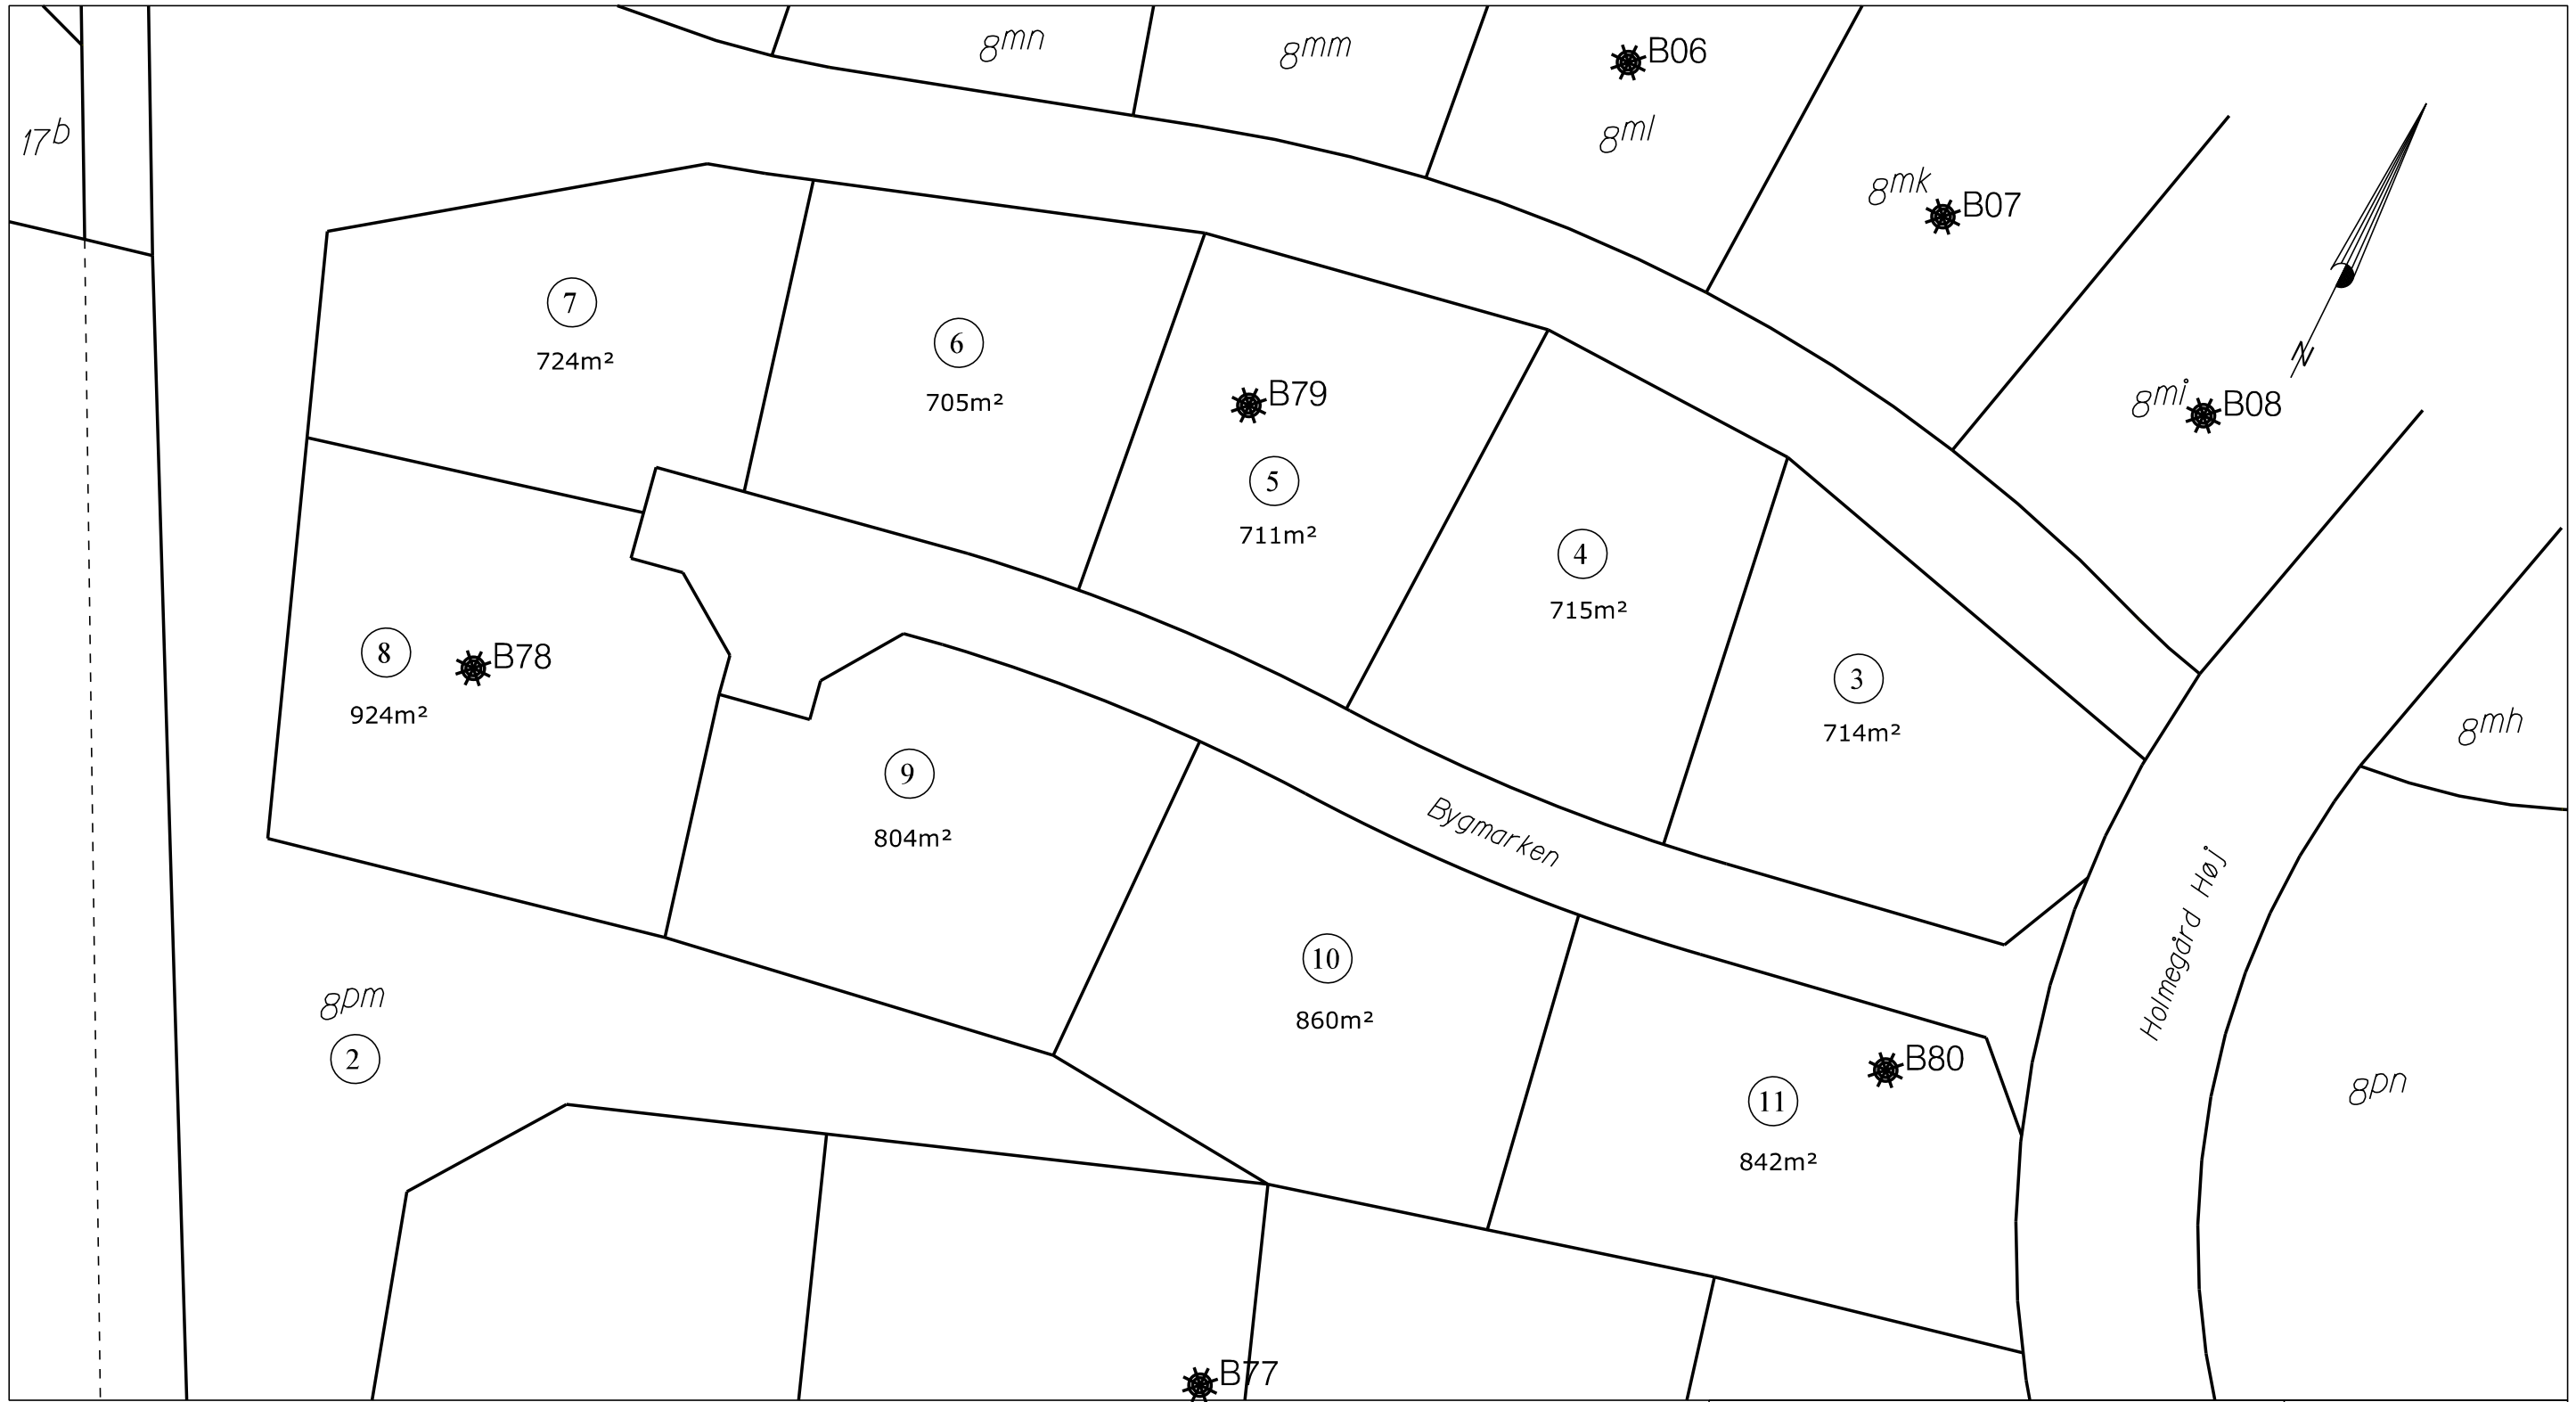 8mn
8mm
B06
8ml
17b
8mk
B07
7
724m²
6
705m²
B79
5
711m²
N
8mi
B08
4
715m²
8
B78
924m²
3
714m²
8mh
9
804m²
Bygmarken
Holmegård Høj
10
860m²
8pm
2
B80
11
842m²
8pn
B77